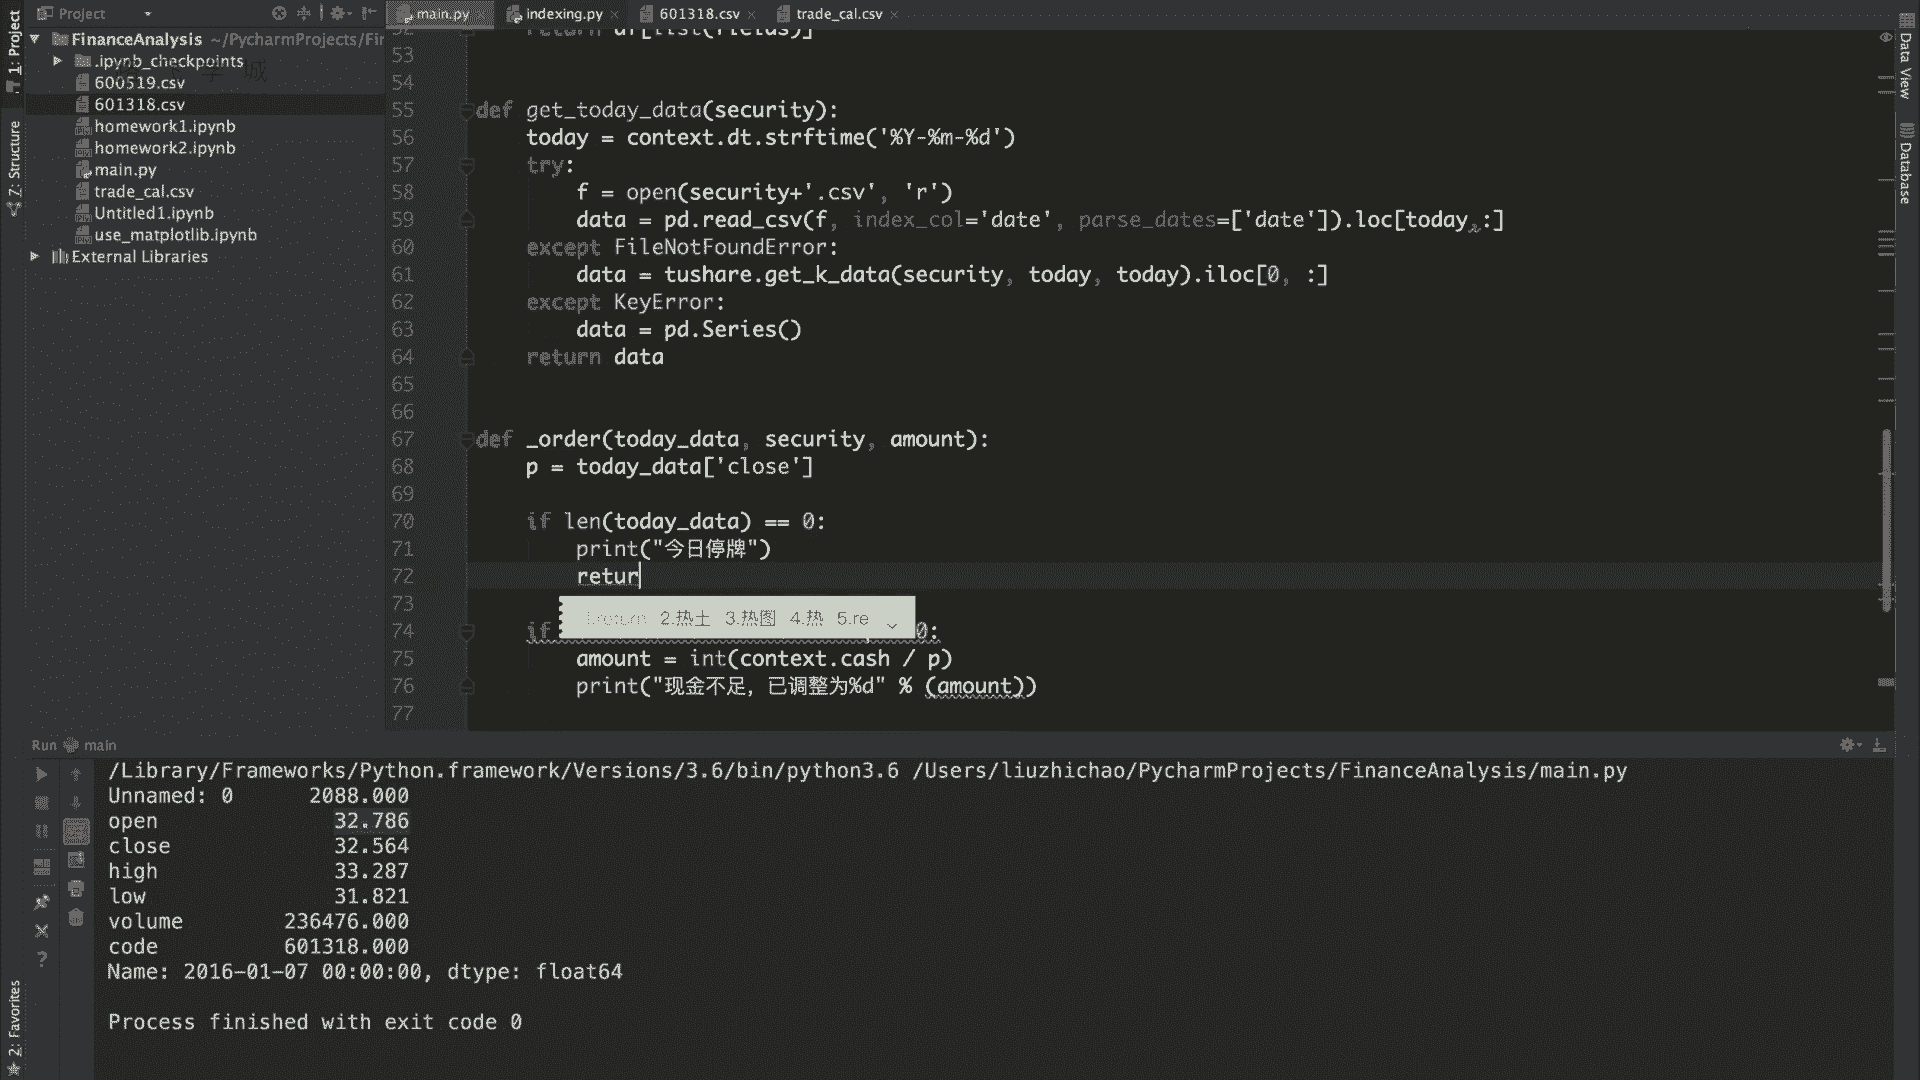 Project
main.py
indexing.py
601318.csv
trade_cal.csv
1: Project
FinanceAnalysis ~/PycharmProjects/Fir
.ipynb_checkpoints
600519.csv
601318.csv
homework1.ipynb
homework2.ipynb
main.py
trade_cal.csv
Untitled1.ipynb
use_matplotlib.ipynb
External Libraries
7: Structure
Data View
Database
52 return df[list(fields)]
53
54
55 def get_today_data(security):
56 today = context.dt.strftime('%Y-%m-%d')
57 try:
58 f = open(security+'.csv', 'r')
59 data = pd.read_csv(f, index_col='date', parse_dates=['date']).loc[today,:]
60 except FileNotFoundError:
61 data = tushare.get_k_data(security, today, today).iloc[0, :]
62 except KeyError:
63 data = pd.Series()
64 return data
65
66
67 def _order(today_data, security, amount):
68 p = today_data['close']
69
70 if len(today_data) == 0:
71 print("今日停牌")
72 retur
73
1.return 2.热土 3.热图 4.热 5.re
74 if 0:
75 amount = int(context.cash / p)
76 print("现金不足，已调整为%d" % (amount))
77
Run main
/Library/Frameworks/Python.framework/Versions/3.6/bin/python3.6 /Users/liuzhichao/PycharmProjects/FinanceAnalysis/main.py
Unnamed: 0 2088.000
open 32.786
close 32.564
high 33.287
low 31.821
volume 236476.000
code 601318.000
Name: 2016-01-07 00:00:00, dtype: float64
Process finished with exit code 0
2: Favorites